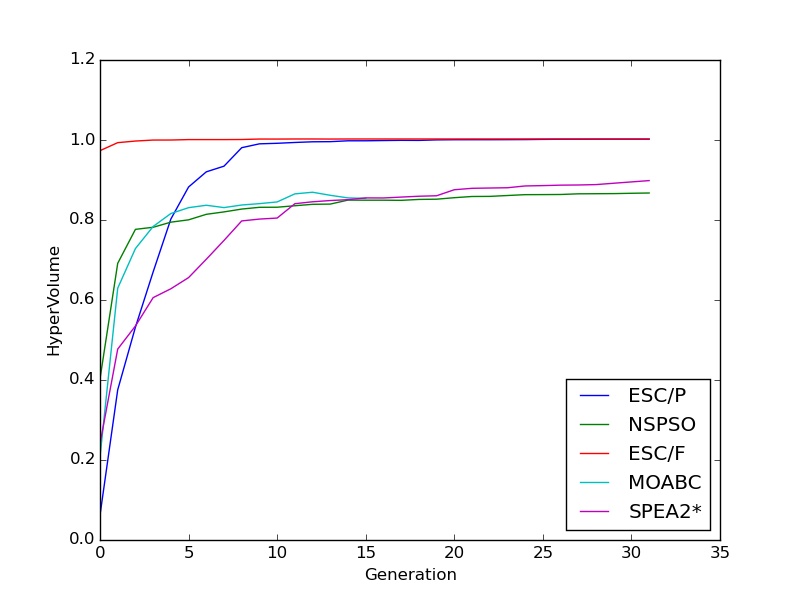 1.2
1.0
0.8
0.6
0.4
0.2
0.0
HyperVolume
0 5 10 15 20 25 30 35
Generation
ESC/P
NSPSO
ESC/F
MOABC
SPEA2*